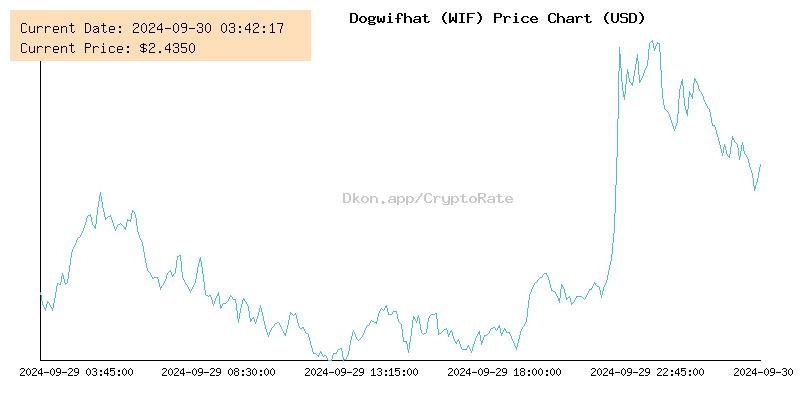 Dogwifhat (WIF) Price Chart (USD)
Current Date: 2024-09-30 03:42:17
Current Price: $2.4350
Dkon.app/CryptoRate
2024-09-29 03:45:00 2024-09-29 08:30:00 2024-09-29 13:15:00 2024-09-29 18:00:00 2024-09-29 22:45:00 2024-09-30